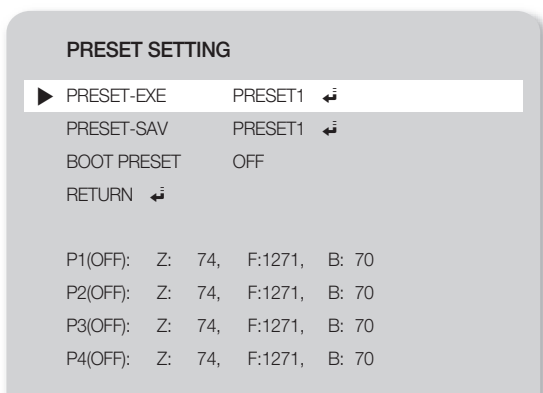 PRESET SETTING
PRESET-EXE PRESET1 ↵
PRESET-SAV PRESET1 ↵
BOOT PRESET OFF
RETURN ↵
P1(OFF): Z: 74, F:1271, B: 70
P2(OFF): Z: 74, F:1271, B: 70
P3(OFF): Z: 74, F:1271, B: 70
P4(OFF): Z: 74, F:1271, B: 70